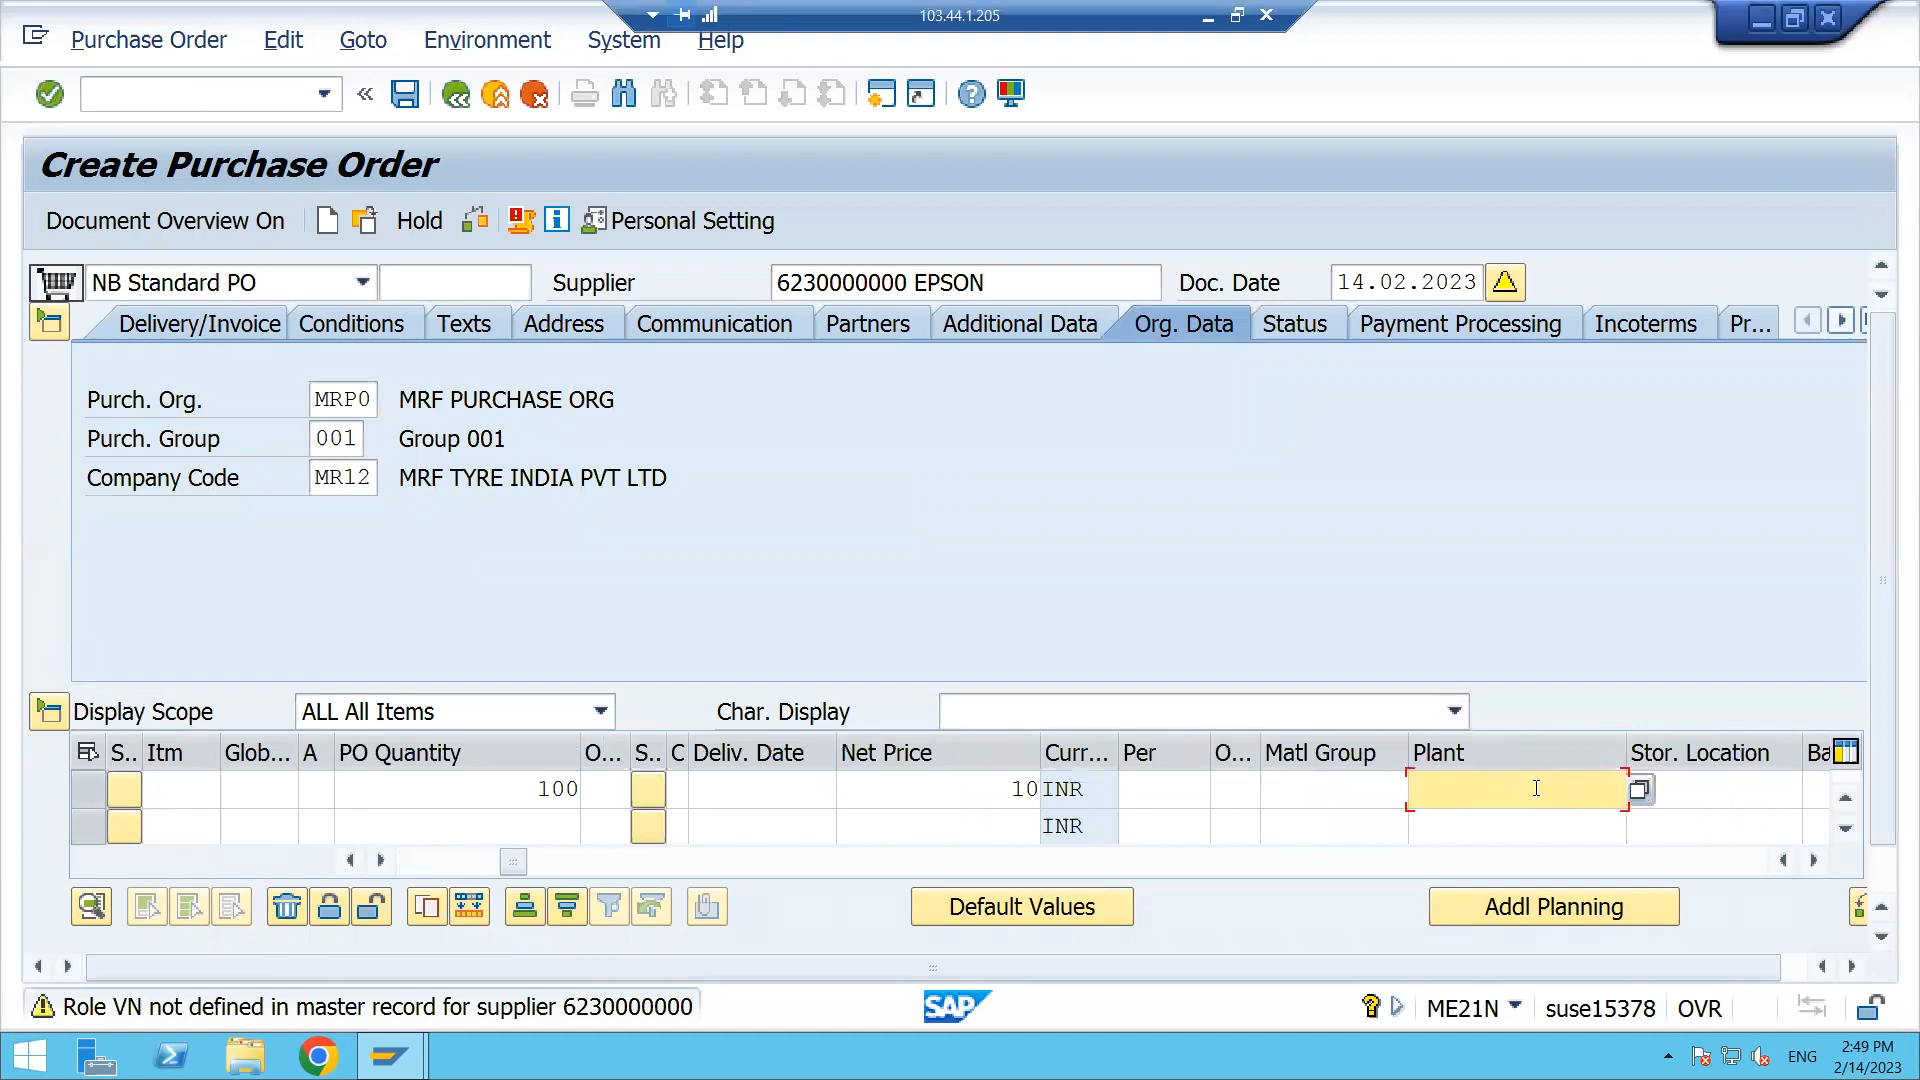 103.44.1.205
Purchase Order Edit Goto Environment System Help
Create Purchase Order
Document Overview On Hold Personal Setting
NB Standard PO Supplier 6230000000 EPSON Doc. Date 14.02.2023
Delivery/Invoice Conditions Texts Address Communication Partners Additional Data Org. Data Status Payment Processing Incoterms Pr...
Purch. Org. MRP0 MRF PURCHASE ORG
Purch. Group 001 Group 001
Company Code MR12 MRF TYRE INDIA PVT LTD
Display Scope ALL All Items Char. Display
S.. Itm Glob... A PO Quantity O... S.. C Deliv. Date Net Price Curr... Per O... Matl Group Plant Stor. Location Ba
100 10 INR
INR
Default Values Addl Planning
Role VN not defined in master record for supplier 6230000000 SAP ME21N suse15378 OVR
ENG 2:49 PM
2/14/2023